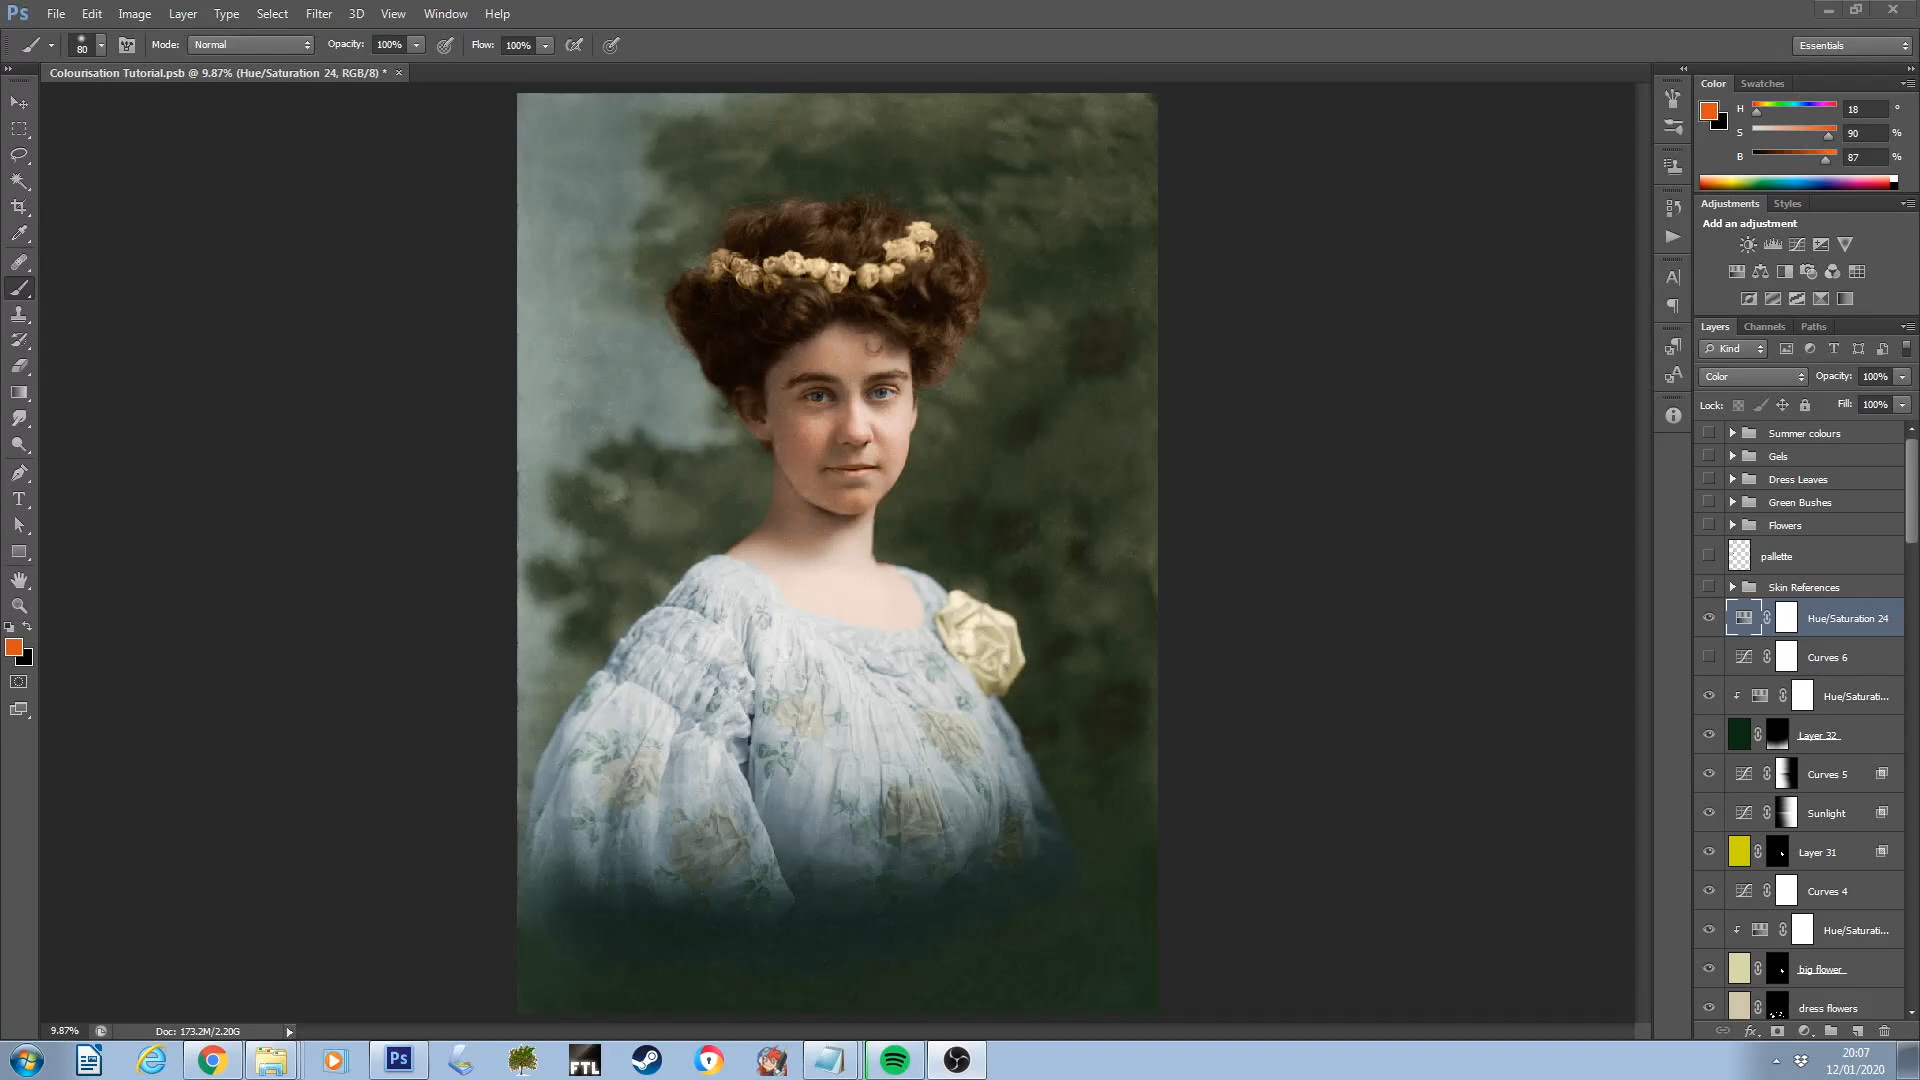 Ps File Edit Image Layer Type Select Filter 3D View Window Help
80 Mode: Normal Opacity: 100% Flow: 100% Essentials
Colourisation Tutorial.psb @ 9.87% (Hue/Saturation 24, RGB/8) * ×
Color Swatches
H 18 °
S 90 %
B 87 %
Adjustments Styles
Add an adjustment
Layers Channels Paths
Kind
Color Opacity: 100%
Lock: Fill: 100%
Summer colours
Gels
Dress Leaves
Green Bushes
Flowers
pallette
Skin References
Hue/Saturation 24
Curves 6
Hue/Saturati...
Layer 32
Curves 5
Sunlight
Layer 31
Curves 4
Hue/Saturati...
big flower
dress flowers
9.87% Doc: 173.2M/2.20G
Ps FTL
20:07
12/01/2020